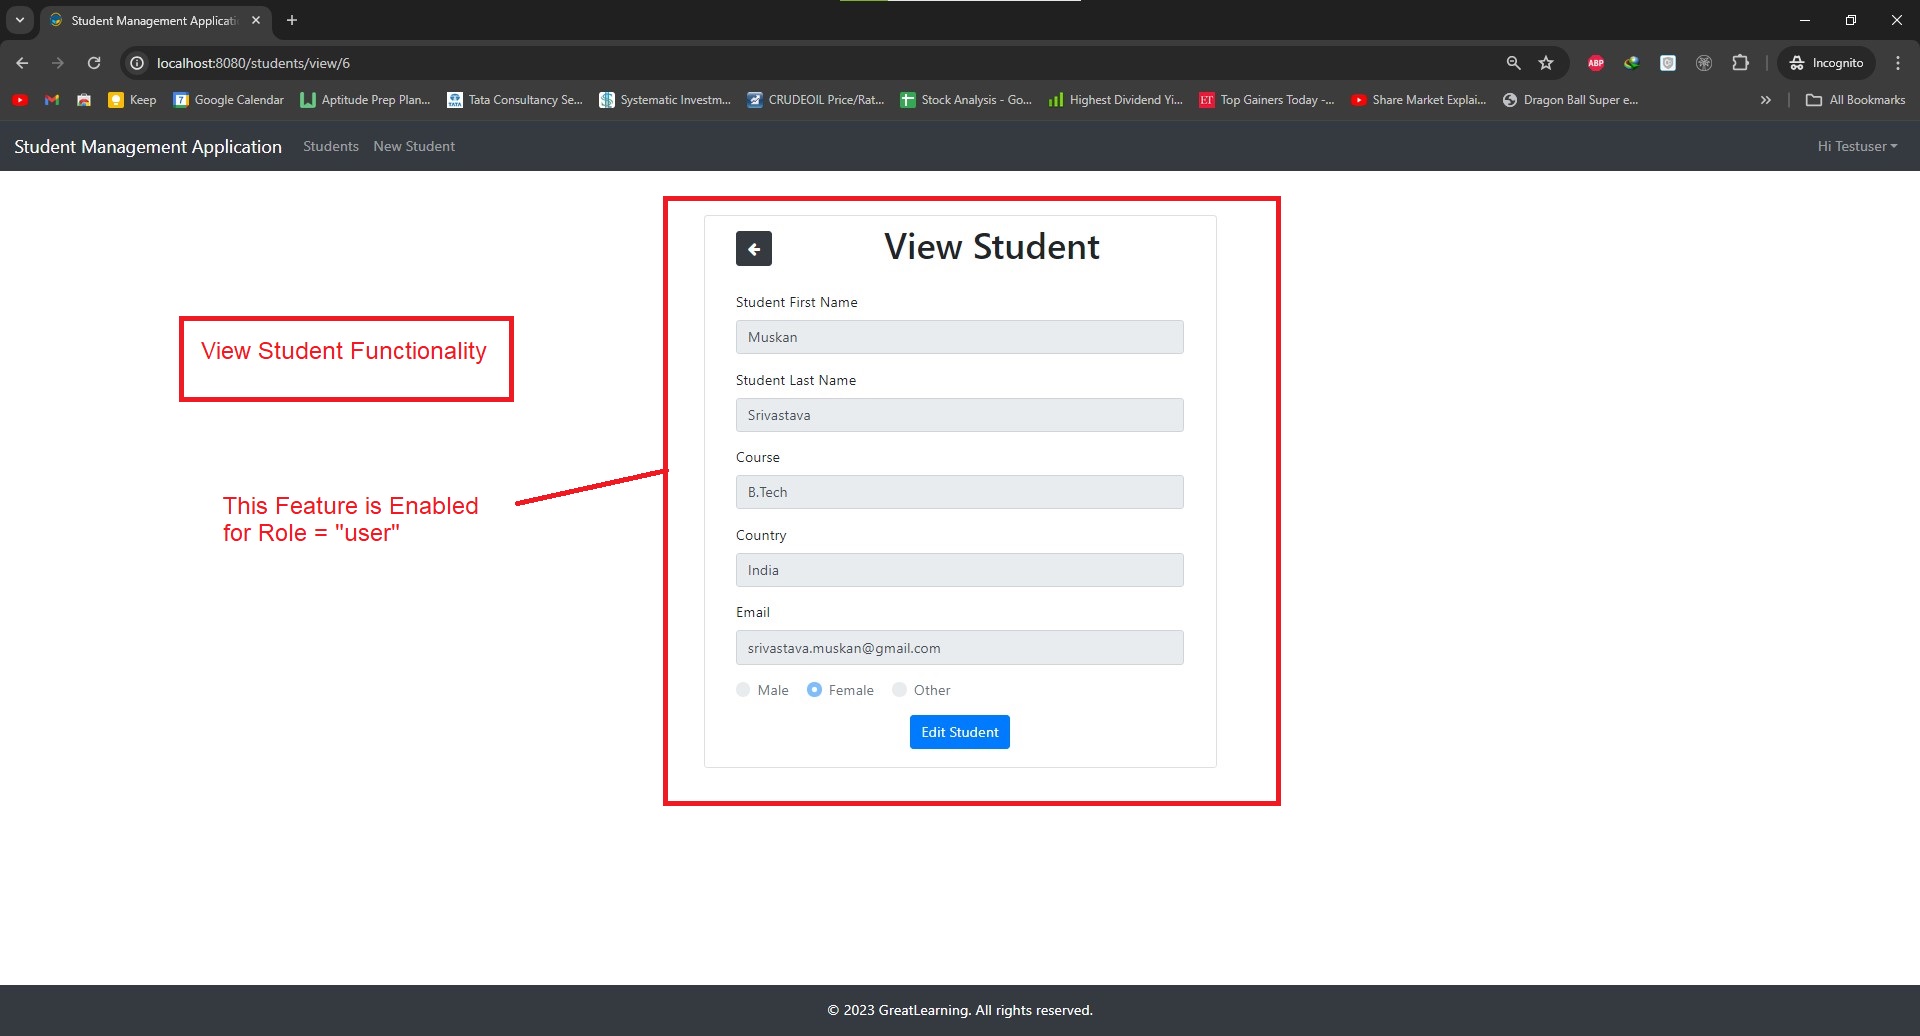 Student Management Applicati
localhost:8080/students/view/6
ABP
Incognito
Keep
7 Google Calendar
Aptitude Prep Plan...
TATA Tata Consultancy Se...
Systematic Investm...
CRUDEOIL Price/Rat...
Stock Analysis - Go...
Highest Dividend Yi...
ET Top Gainers Today -...
Share Market Explai...
Dragon Ball Super e...
All Bookmarks
Student Management Application
Students
New Student
Hi Testuser
View Student
View Student Functionality
This Feature is Enabled
for Role = "user"
Student First Name
Muskan
Student Last Name
Srivastava
Course
B.Tech
Country
India
Email
srivastava.muskan@gmail.com
Male Female Other
Edit Student
© 2023 GreatLearning. All rights reserved.